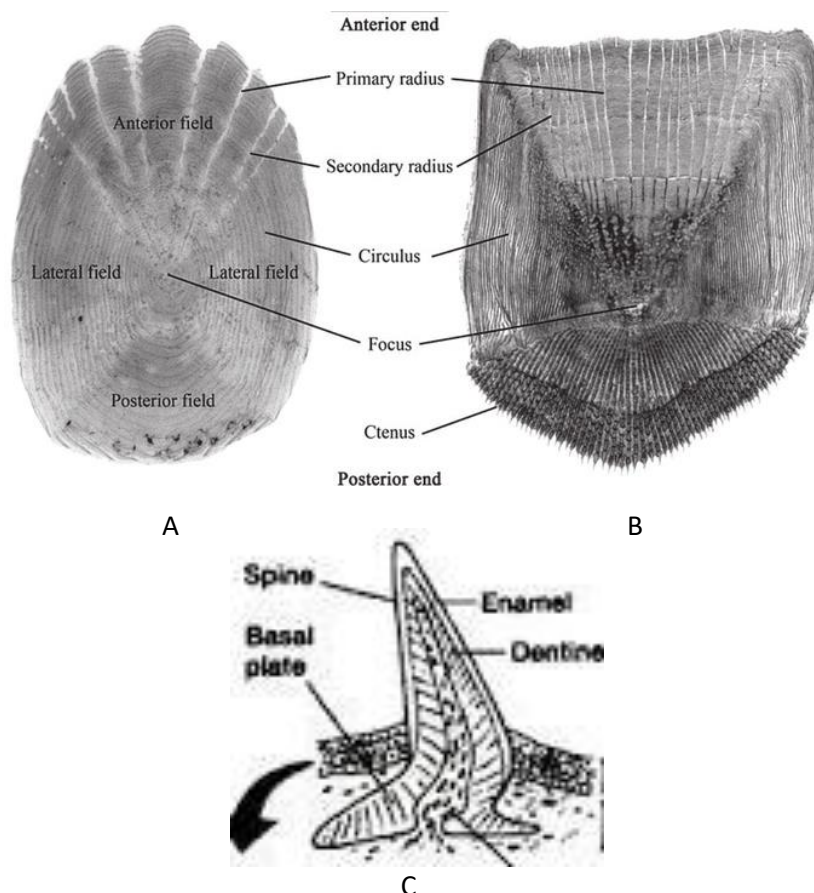 Anterior end
Primary radius
Anterior field
Secondary radius
Circulus
Lateral field
Lateral field
Focus
Posterior field
Ctenus
Posterior end
A
B
Spine
Enamel
Basal
plate
Dentine
C